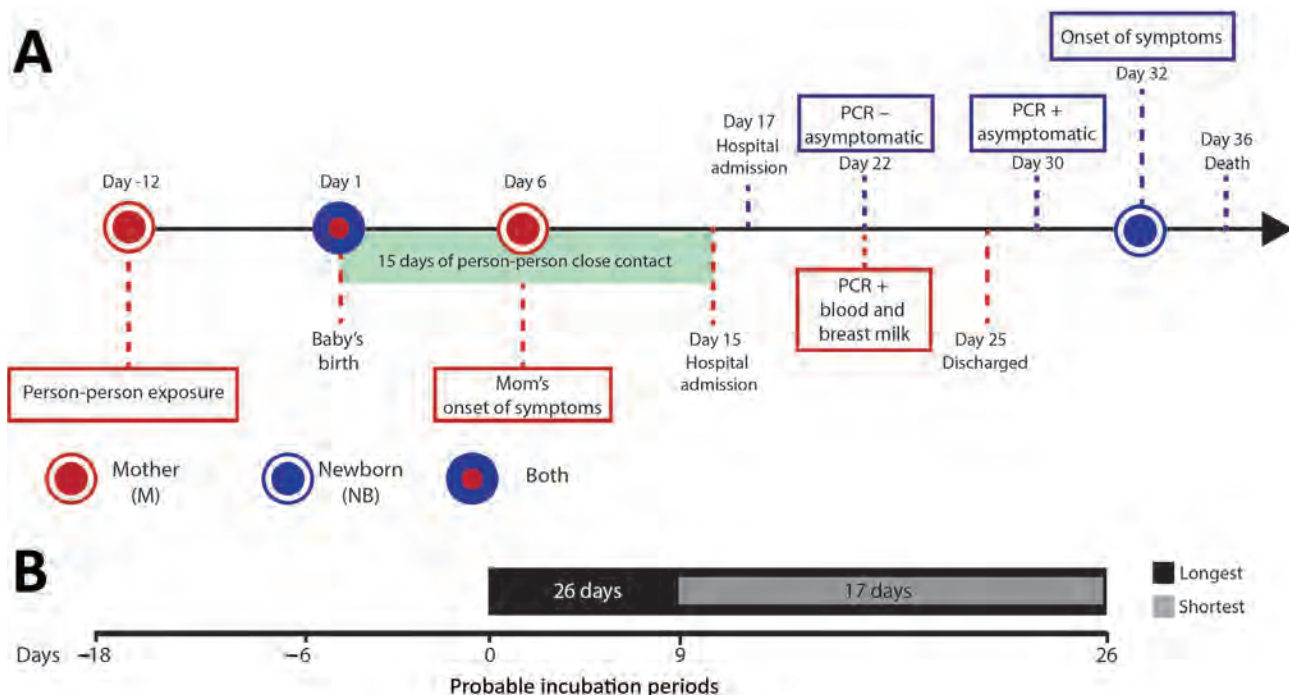 A
Onset of symptoms
Day 32
Day 17
Hospital
admission
PCR –
asymptomatic
Day 22
PCR +
asymptomatic
Day 30
Day 36
Death
Day -12
Day 1
Day 6
15 days of person-person close contact
Baby's
birth
Day 15
Hospital
admission
PCR +
blood and
breast milk
Day 25
Discharged
Person-person exposure
Mom's
onset of symptoms
Mother
(M)
Newborn
(NB)
Both
B
26 days
17 days
Longest
Shortest
Days –18 –6 0 9 26
Probable incubation periods